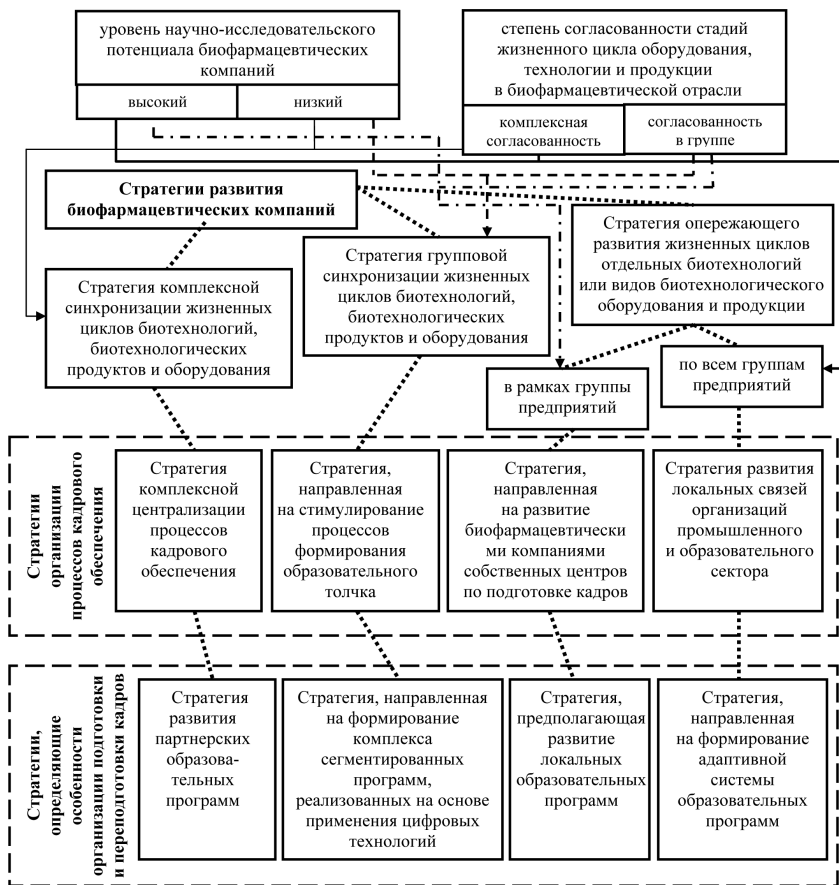 уровень научно-исследовательского
потенциала биофармацевтических
компаний
высокий
низкий
степень согласованности стадий
жизненного цикла оборудования,
технологии и продукции
в биофармацевтической отрасли
комплексная
согласованность
согласованность
в группе
Стратегии развития
биофармацевтических компаний
Стратегия комплексной
синхронизации жизненных
циклов биотехнологий,
биотехнологических
продуктов и оборудования
Стратегия групповой
синхронизации жизненных
циклов биотехнологий,
биотехнологических
продуктов и оборудования
Стратегия опережающего
развития жизненных циклов
отдельных биотехнологий
или видов биотехнологического
оборудования и продукции
в рамках группы
предприятий
по всем группам
предприятий
Стратегии
организации
процессов кадрового
обеспечения
Стратегия
комплексной
централизации
процессов
кадрового
обеспечения
Стратегия,
направленная
на стимулирование
процессов
формирования
образовательного
толчка
Стратегия,
направленная
на развитие
биофармацевтически
ми компаниями
собственных центров
по подготовке кадров
Стратегия развития
локальных связей
организаций
промышленного
и образовательного
сектора
Стратегии,
определяющие
особенности
организации подготовки
и переподготовки кадров
Стратегия
развития
партнерских
образова-
тельных
программ
Стратегия, направленная
на формирование
комплекса
сегментированных
программ,
реализованных на основе
применения цифровых
технологий
Стратегия,
предполагающая
развитие
локальных
образовательных
программ
Стратегия,
направленная
на формирование
адаптивной
системы
образовательных
программ